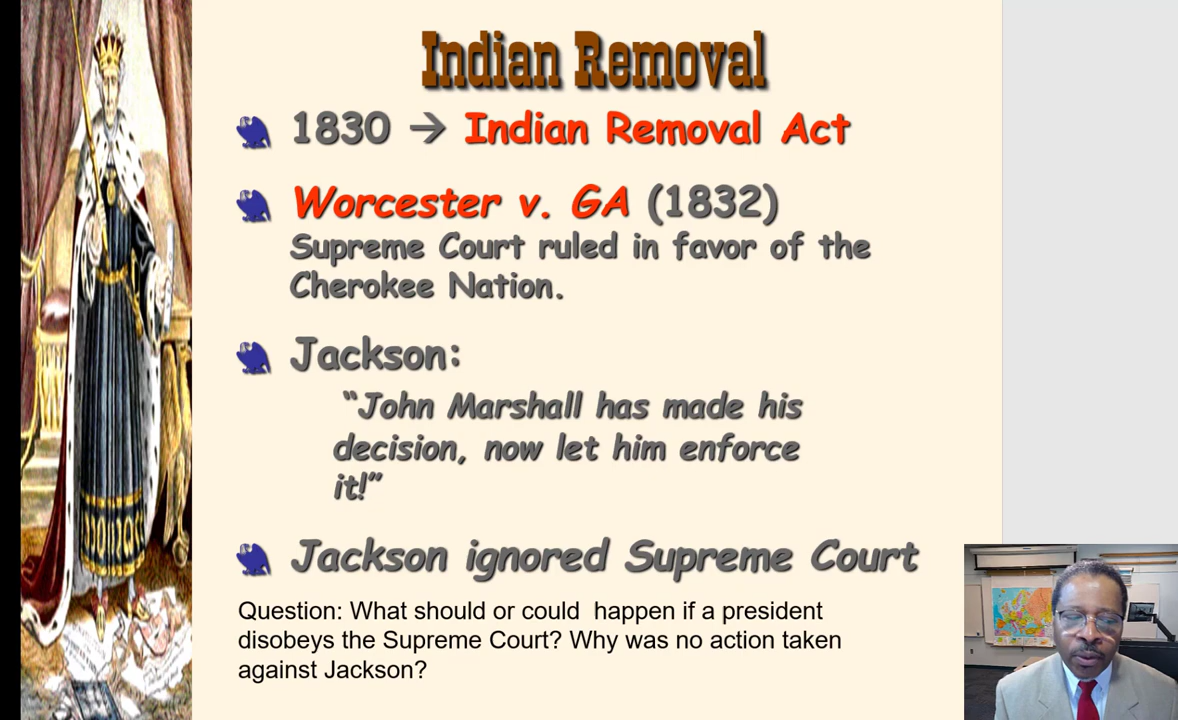 Indian Removal
1830 → Indian Removal Act
Worcester v. GA (1832)
Supreme Court ruled in favor of the
Cherokee Nation.
Jackson:
“John Marshall has made his
decision, now let him enforce
it!”
Jackson ignored Supreme Court
Question: What should or could  happen if a president
disobeys the Supreme Court? Why was no action taken
against Jackson?